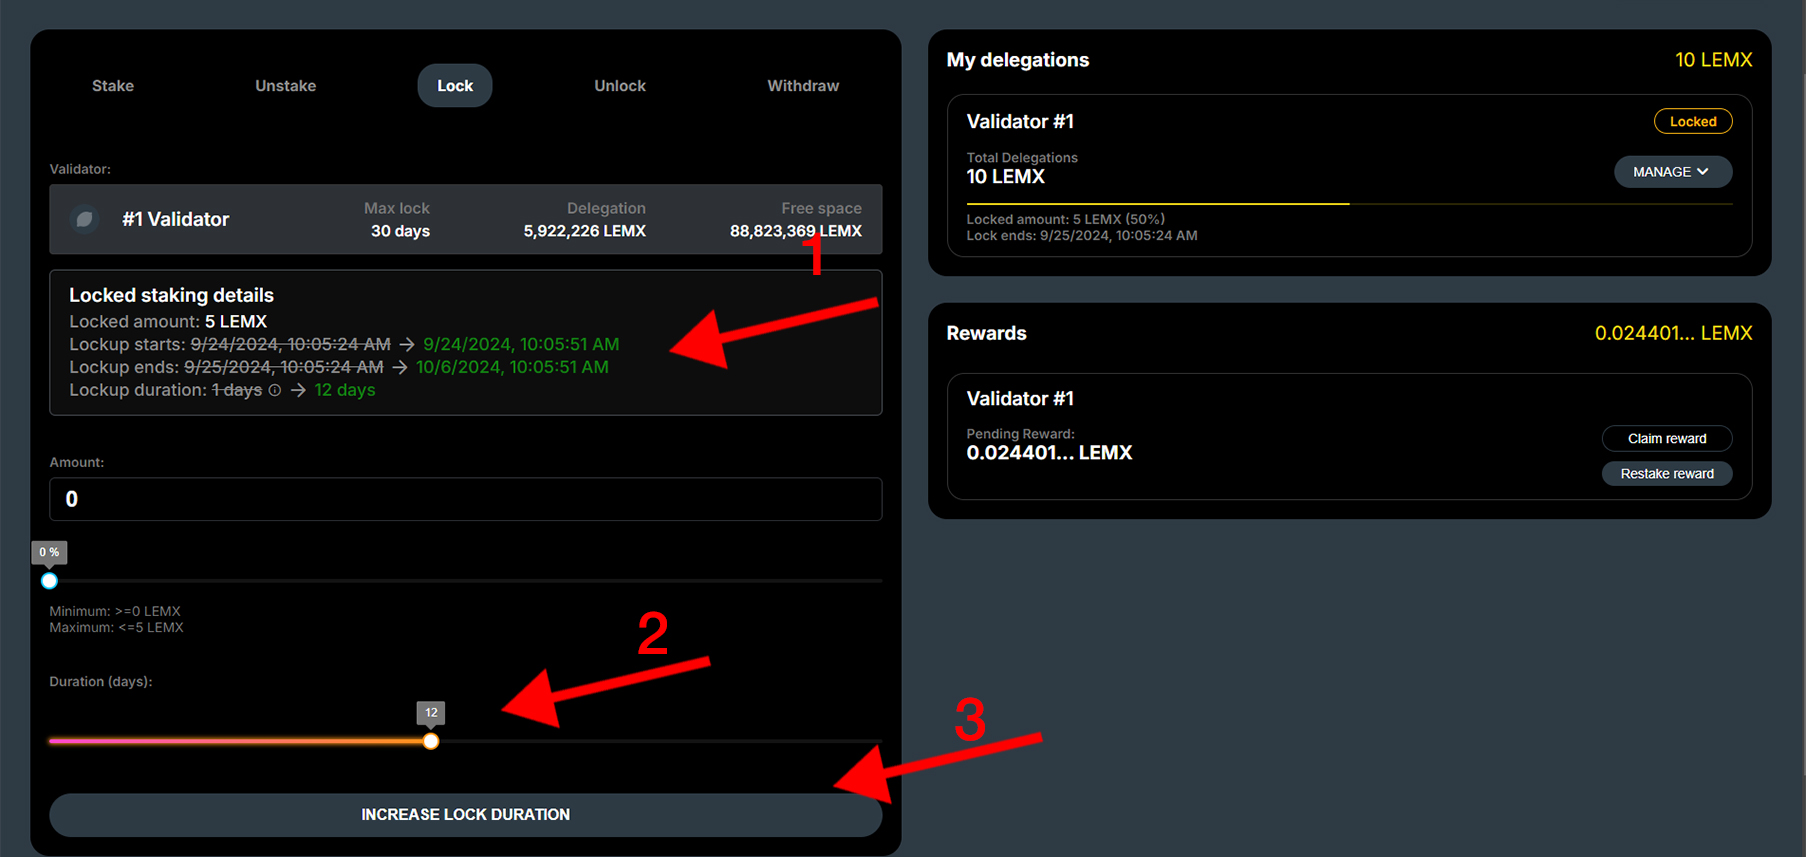 Stake Unstake Lock Unlock Withdraw
Validator:
#1 Validator
Max lock
30 days
Delegation
5,922,226 LEMX
Free space
88,823,369 LEMX
1
Locked staking details
Locked amount: 5 LEMX
Lockup starts: 9/24/2024, 10:05:24 AM → 9/24/2024, 10:05:51 AM
Lockup ends: 9/25/2024, 10:05:24 AM → 10/6/2024, 10:05:51 AM
Lockup duration: 1 days → 12 days
Amount:
0
0 %
Minimum: >=0 LEMX
Maximum: <=5 LEMX
2
Duration (days):
12
3
INCREASE LOCK DURATION
My delegations 10 LEMX
Validator #1 Locked
Total Delegations
10 LEMX
MANAGE
Locked amount: 5 LEMX (50%)
Lock ends: 9/25/2024, 10:05:24 AM
Rewards 0.024401... LEMX
Validator #1
Pending Reward:
0.024401... LEMX
Claim reward
Restake reward